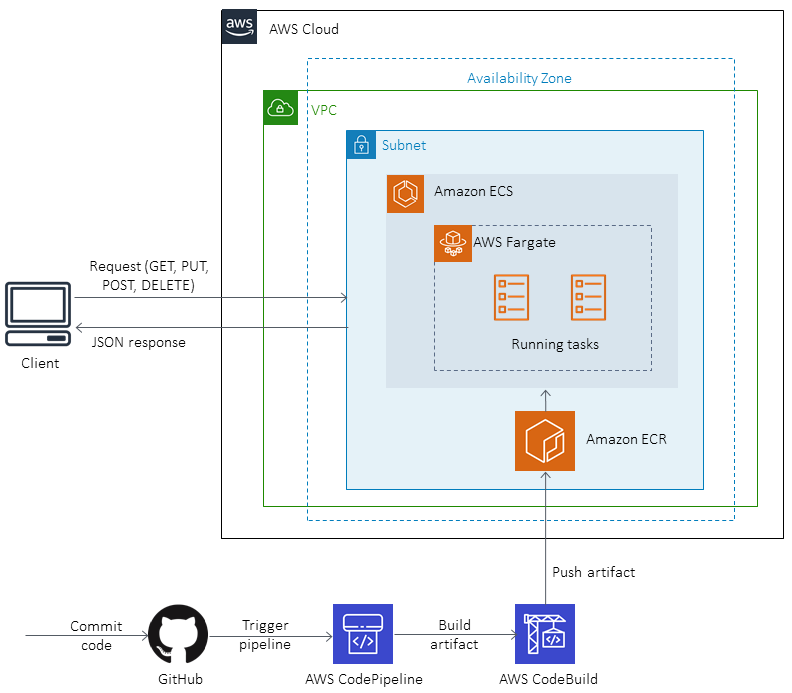 aws
AWS Cloud
Availability Zone
VPC
Subnet
Amazon ECS
AWS Fargate
Running tasks
Request (GET, PUT,
POST, DELETE)
JSON response
Client
Amazon ECR
Push artifact
Commit
code
Trigger
pipeline
Build
artifact
GitHub
AWS CodePipeline
AWS CodeBuild